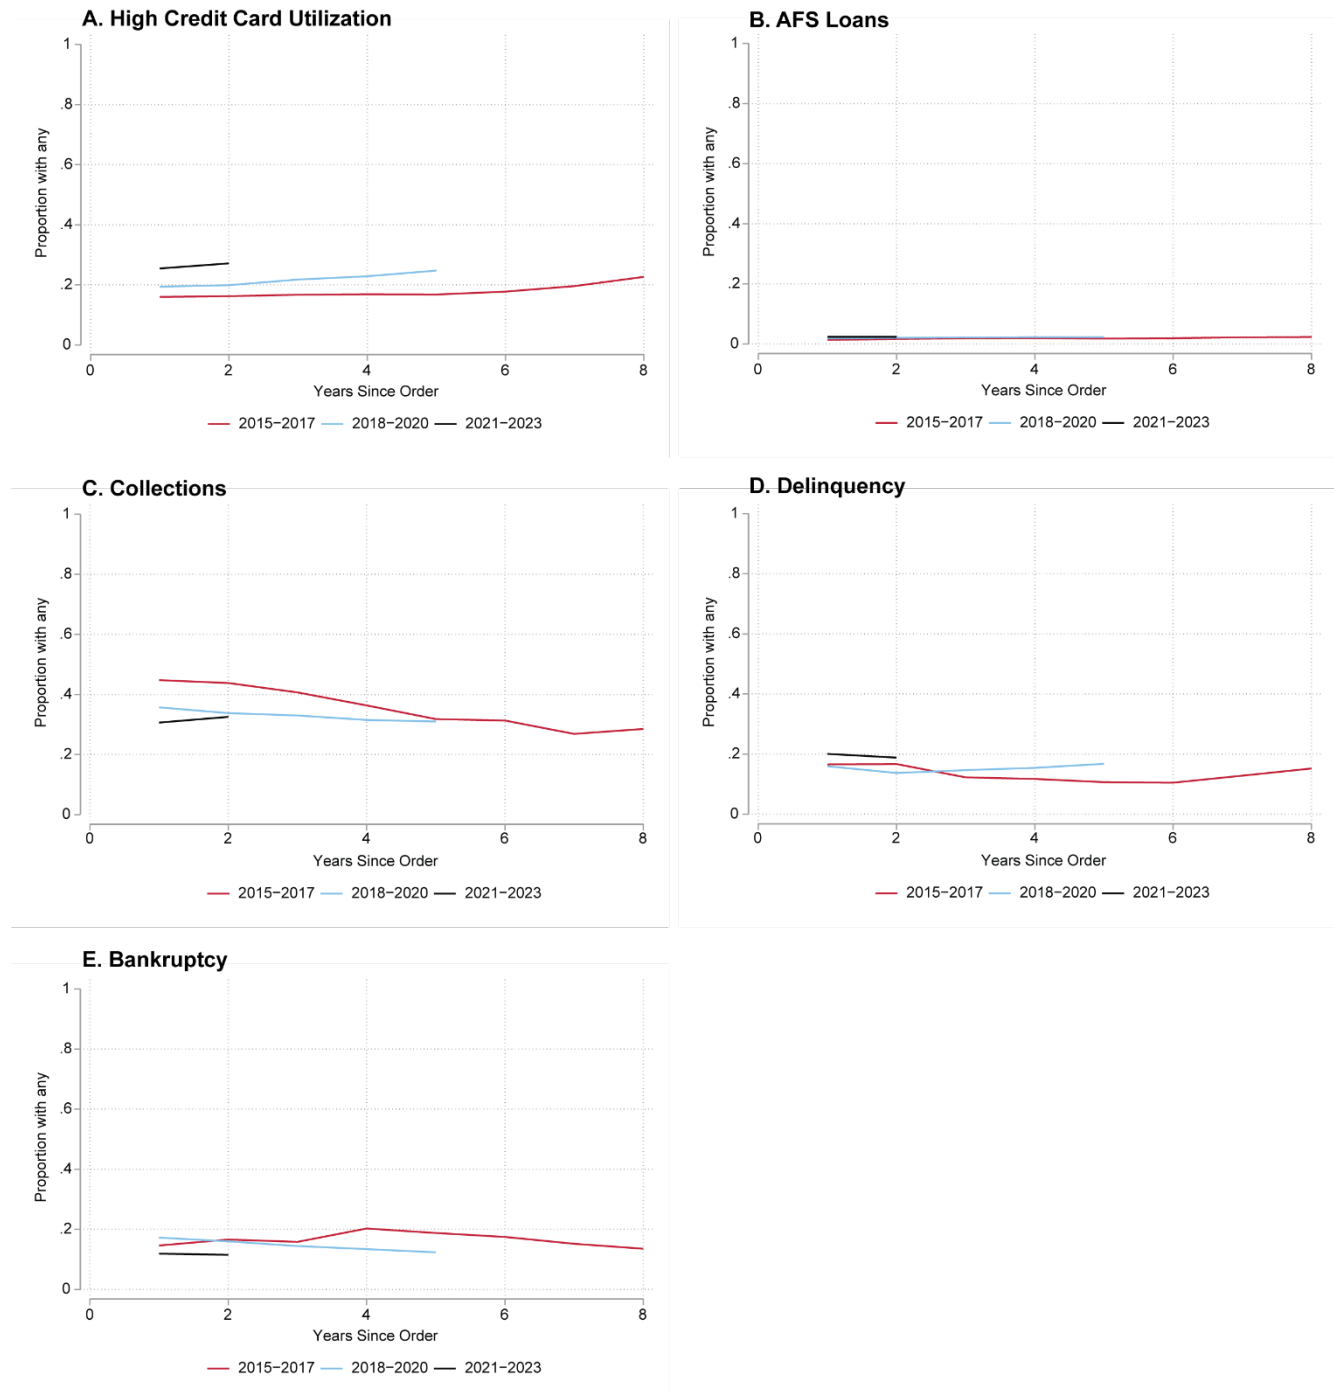 A. High Credit Card Utilization
Proportion with any
1
.8
.6
.4
.2
0
0 2 4 6 8
Years Since Order
2015−2017 2018−2020 2021−2023
B. AFS Loans
Proportion with any
1
.8
.6
.4
.2
0
0 2 4 6 8
Years Since Order
2015−2017 2018−2020 2021−2023
C. Collections
Proportion with any
1
.8
.6
.4
.2
0
0 2 4 6 8
Years Since Order
2015−2017 2018−2020 2021−2023
D. Delinquency
Proportion with any
1
.8
.6
.4
.2
0
0 2 4 6 8
Years Since Order
2015−2017 2018−2020 2021−2023
E. Bankruptcy
Proportion with any
1
.8
.6
.4
.2
0
0 2 4 6 8
Years Since Order
2015−2017 2018−2020 2021−2023